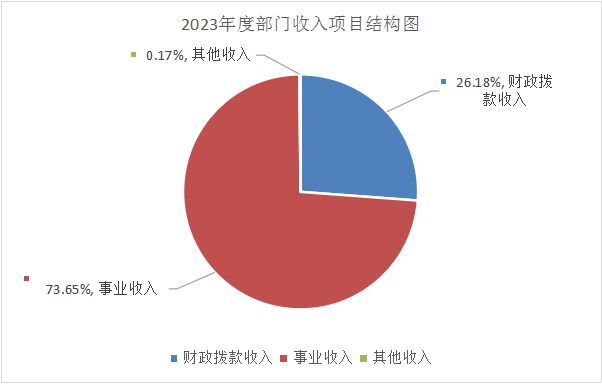 2023年度部门收入项目结构图
0.17%, 其他收入
26.18%, 财政拨
款收入
73.65%, 事业收入
财政拨款收入 事业收入 其他收入